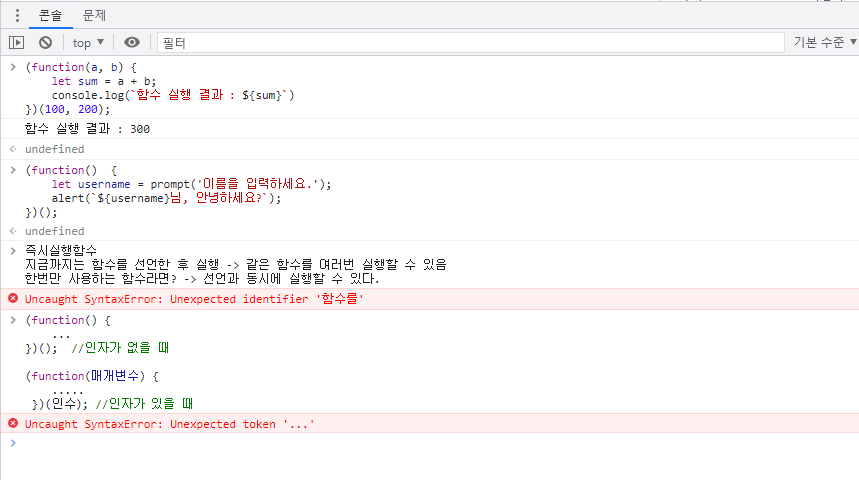 콘솔 문제
top 필터 기본 수준
(function(a, b) {
let sum = a + b;
console.log(`함수 실행 결과 : ${sum}`)
})(100, 200);
함수 실행 결과 : 300
undefined
(function()  {
let username = prompt('이름을 입력하세요.');
alert(`${username}님, 안녕하세요?`);
})();
undefined
즉시실행함수
지금까지는 함수를 선언한 후 실행 -> 같은 함수를 여러번 실행할 수 있음
한번만 사용하는 함수라면? -> 선언과 동시에 실행할 수 있다.
Uncaught SyntaxError: Unexpected identifier '함수를'
(function() {
...
})();  //인자가 없을 때
(function(매개변수) {
.....
})(인수); //인자가 있을 때
Uncaught SyntaxError: Unexpected token '...'